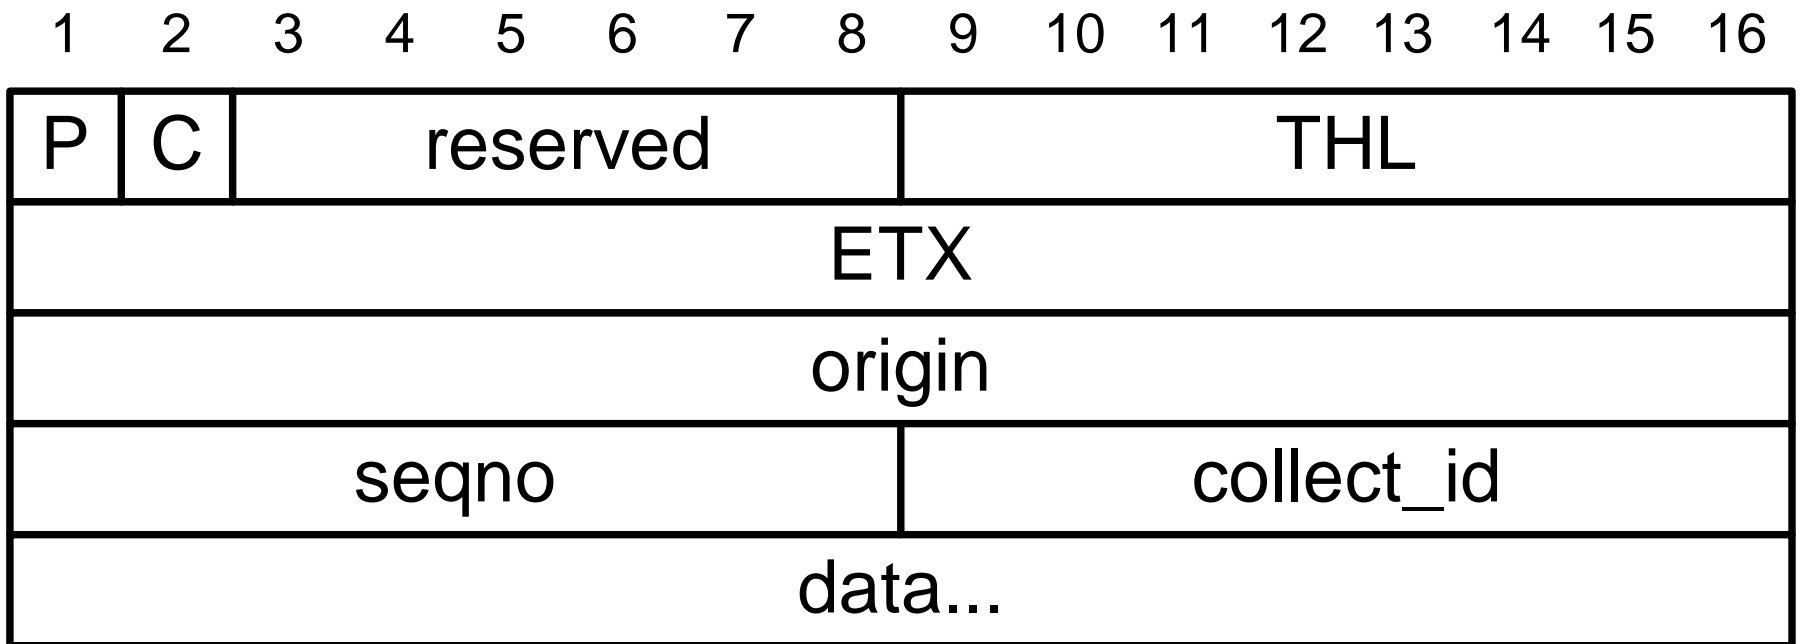 1 2 3 4 5 6 7 8 9 10 11 12 13 14 15 16
P C reserved THL
ETX
origin
seqno collect_id
data...